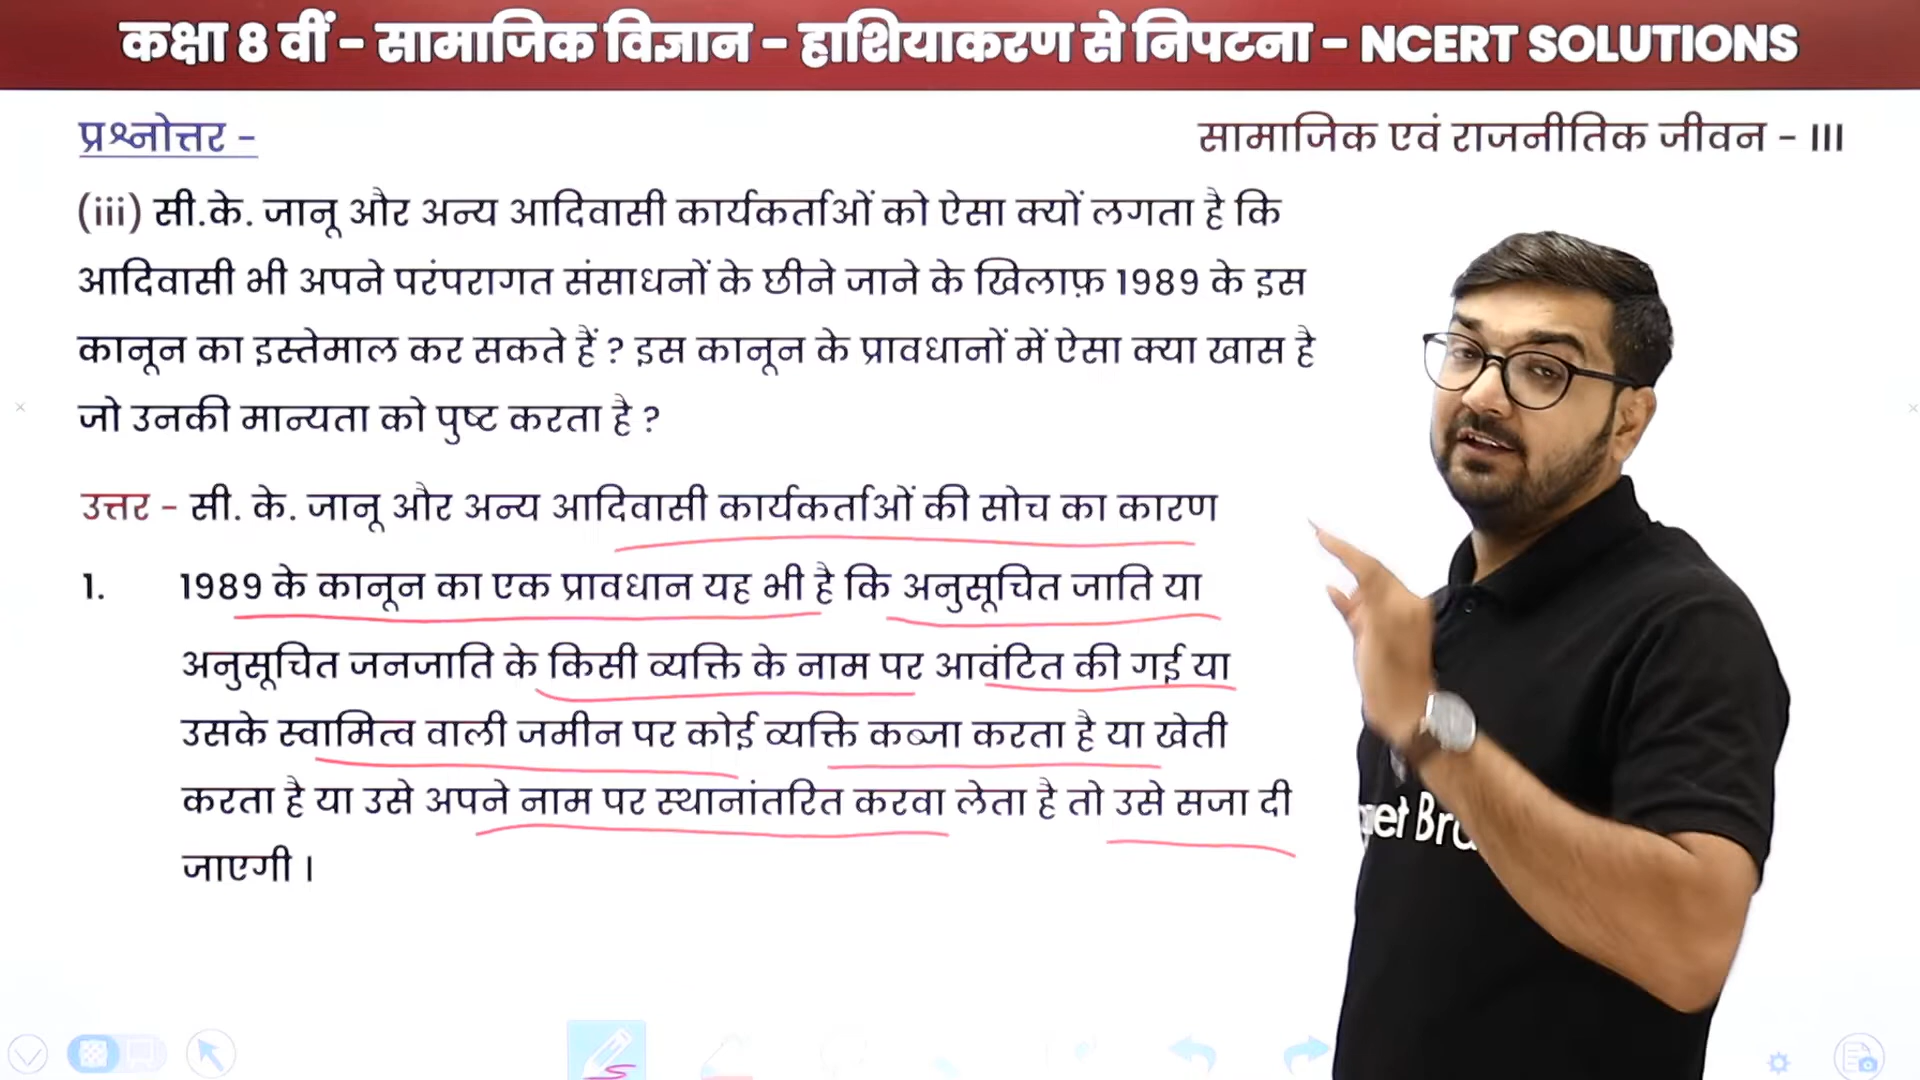 कक्षा 8 वीं – सामाजिक विज्ञान – हाशियाकरण से निपटना – NCERT SOLUTIONS
प्रश्नोत्तर –
सामाजिक एवं राजनीतिक जीवन – III
(iii) सी.के. जानू और अन्य आदिवासी कार्यकर्ताओं को ऐसा क्यों लगता है कि
आदिवासी भी अपने परंपरागत संसाधनों के छीने जाने के खिलाफ़ 1989 के इस
कानून का इस्तेमाल कर सकते हैं ? इस कानून के प्रावधानों में ऐसा क्या खास है
जो उनकी मान्यता को पुष्ट करता है ?
उत्तर – सी. के. जानू और अन्य आदिवासी कार्यकर्ताओं की सोच का कारण
1. 1989 के कानून का एक प्रावधान यह भी है कि अनुसूचित जाति या
अनुसूचित जनजाति के किसी व्यक्ति के नाम पर आवंटित की गई या
उसके स्वामित्व वाली जमीन पर कोई व्यक्ति कब्जा करता है या खेती
करता है या उसे अपने नाम पर स्थानांतरित करवा लेता है तो उसे सजा दी
जाएगी ।